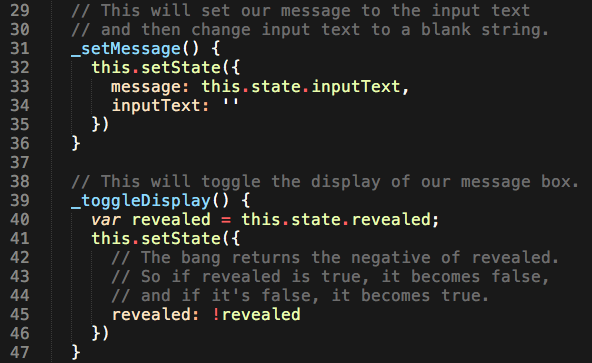 29 // This will set our message to the input text
30 // and then change input text to a blank string.
31 _setMessage() {
32 this.setState({
33 message: this.state.inputText,
34 inputText: ''
35 })
36 }
37
38 // This will toggle the display of our message box.
39 _toggleDisplay() {
40 var revealed = this.state.revealed;
41 this.setState({
42 // The bang returns the negative of revealed.
43 // So if revealed is true, it becomes false,
44 // and if it's false, it becomes true.
45 revealed: !revealed
46 })
47 }